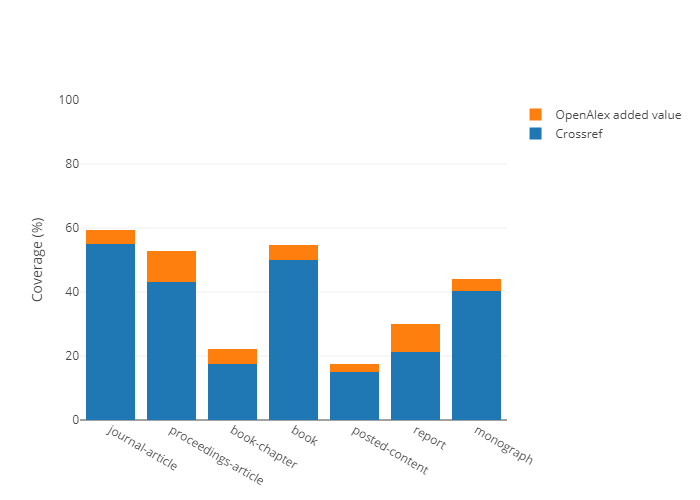 100
80
60
40
20
0
Coverage (%)
journal-article
proceedings-article
book-chapter
book
posted-content
report
monograph
OpenAlex added value
Crossref